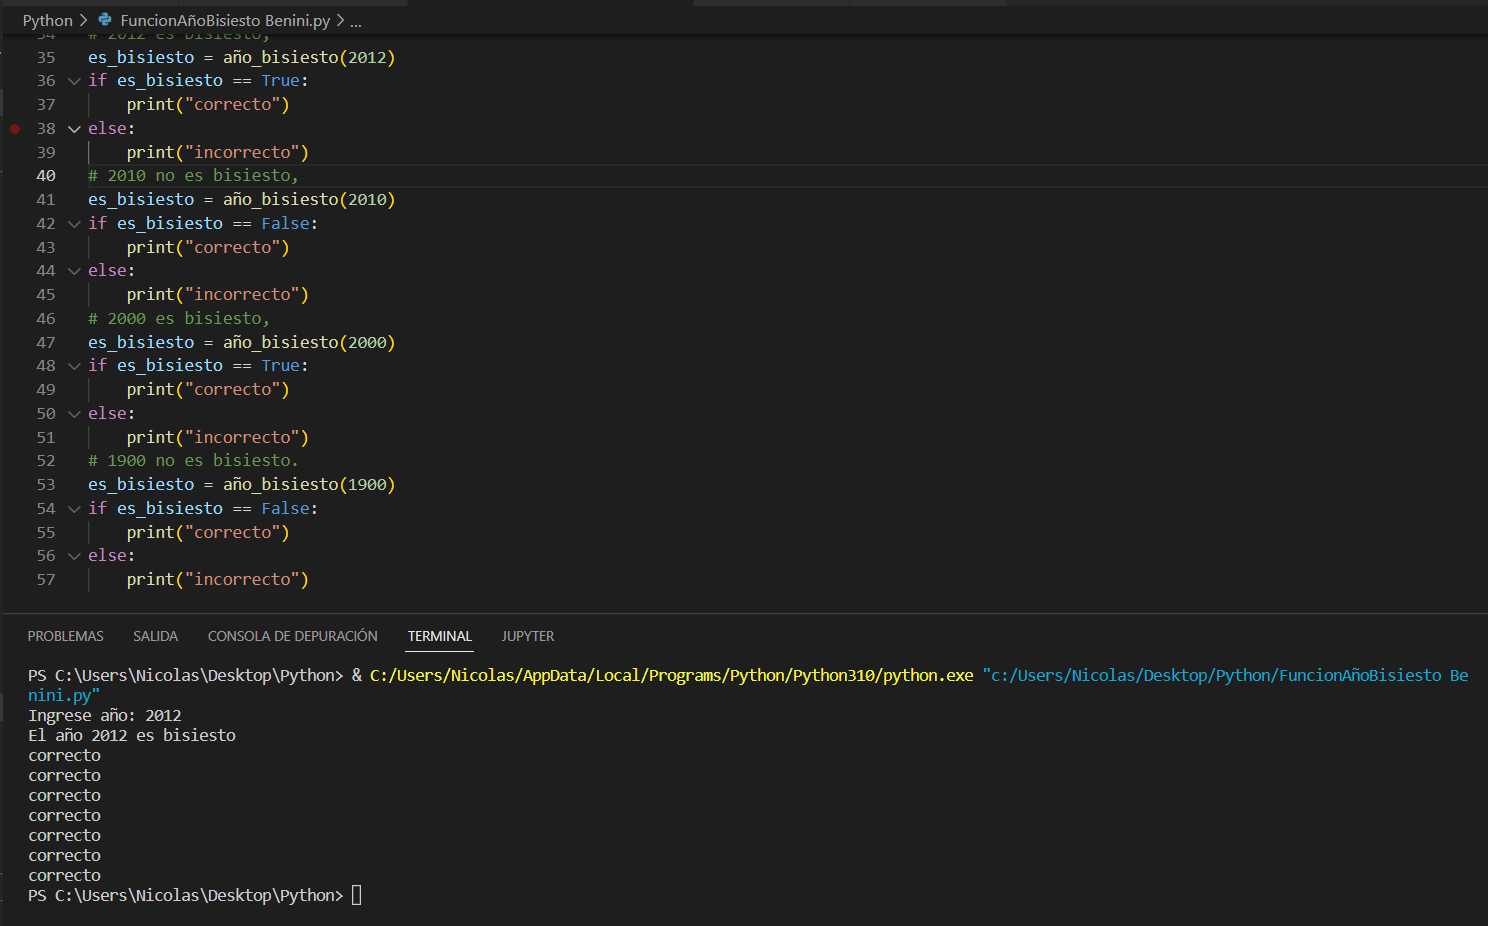 Python > FuncionAñoBisiesto Benini.py > ...
34 # 2012 es bisiesto,
35 es_bisiesto = año_bisiesto(2012)
36 if es_bisiesto == True:
37 print("correcto")
38 else:
39 print("incorrecto")
40 # 2010 no es bisiesto,
41 es_bisiesto = año_bisiesto(2010)
42 if es_bisiesto == False:
43 print("correcto")
44 else:
45 print("incorrecto")
46 # 2000 es bisiesto,
47 es_bisiesto = año_bisiesto(2000)
48 if es_bisiesto == True:
49 print("correcto")
50 else:
51 print("incorrecto")
52 # 1900 no es bisiesto.
53 es_bisiesto = año_bisiesto(1900)
54 if es_bisiesto == False:
55 print("correcto")
56 else:
57 print("incorrecto")
PROBLEMAS SALIDA CONSOLA DE DEPURACIÓN TERMINAL JUPYTER
PS C:\Users\Nicolas\Desktop\Python> & C:/Users/Nicolas/AppData/Local/Programs/Python/Python310/python.exe "c:/Users/Nicolas/Desktop/Python/FuncionAñoBisiesto Be
nini.py"
Ingrese año: 2012
El año 2012 es bisiesto
correcto
correcto
correcto
correcto
correcto
correcto
correcto
PS C:\Users\Nicolas\Desktop\Python>